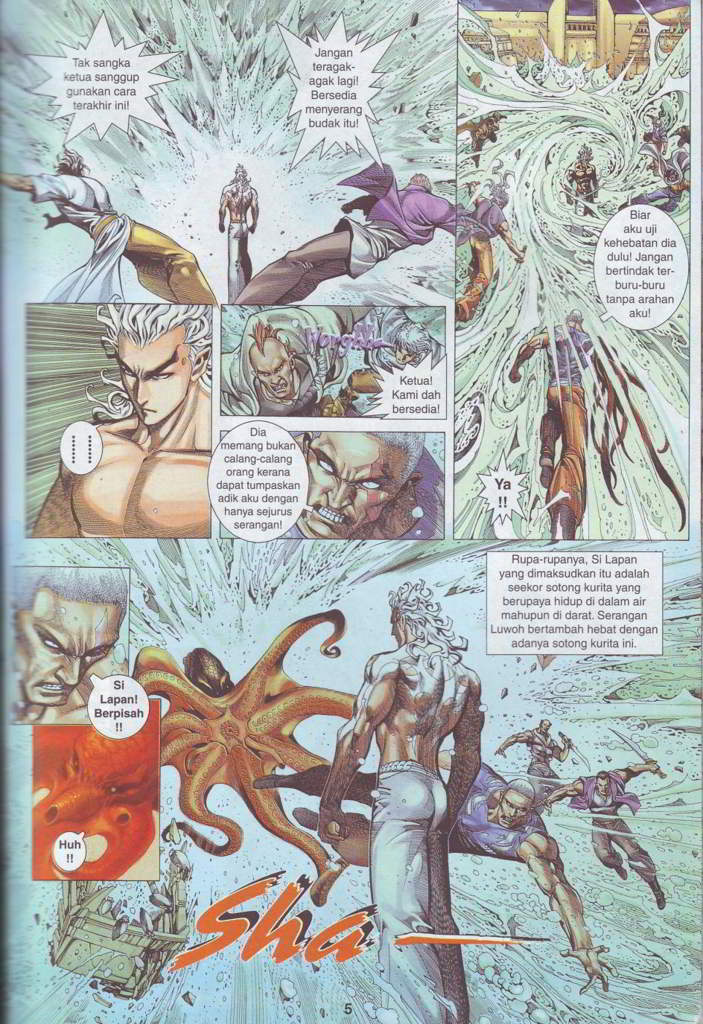 Tak sangka
ketua sanggup
gunakan cara
terakhir ini!
Jangan
teragak-
agak lagi!
Bersedia
menyerang
budak itu!
Biar
aku uji
kehebatan dia
dulu! Jangan
bertindak ter-
buru-buru
tanpa arahan
aku!
Ya
!!
Ketua!
Kami dah
bersedia!
Dia
memang bukan
calang-calang
orang kerana
dapat tumpaskan
adik aku dengan
hanya sejurus
serangan!
Rupa-rupanya, Si Lapan
yang dimaksudkan itu adalah
seekor sotong kurita yang
berupaya hidup di dalam air
mahupun di darat. Serangan
Luwoh bertambah hebat dengan
adanya sotong kurita ini.
Si
Lapan!
Berpisah
!!
Huh
!!
Sha—
5